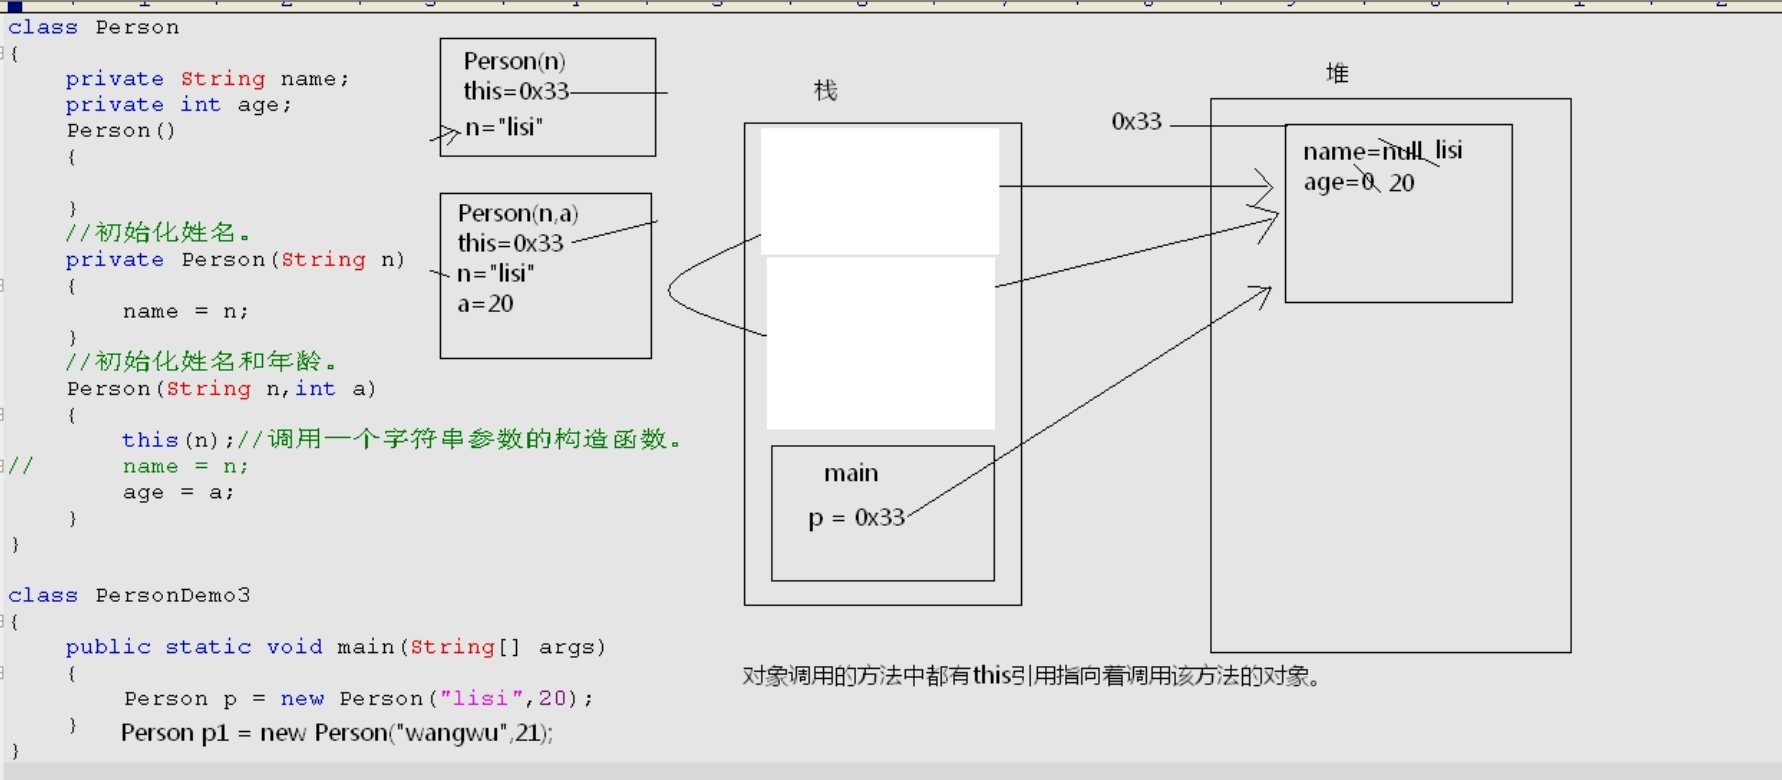 class Person
{
private String name;
private int age;
Person()
{
}
//初始化姓名。
private Person(String n)
{
name = n;
}
//初始化姓名和年龄。
Person(String n,int a)
{
this(n);//调用一个字符串参数的构造函数。
// name = n;
age = a;
}
}
class PersonDemo3
{
public static void main(String[] args)
{
Person p = new Person("lisi",20);
}
Person p1 = new Person("wangwu",21);
}
Person(n)
this=0x33
n="lisi"
Person(n,a)
this=0x33
n="lisi"
a=20
栈
main
p = 0x33
堆
0x33
name=null lisi
age=0 20
对象调用的方法中都有this引用指向着调用该方法的对象。